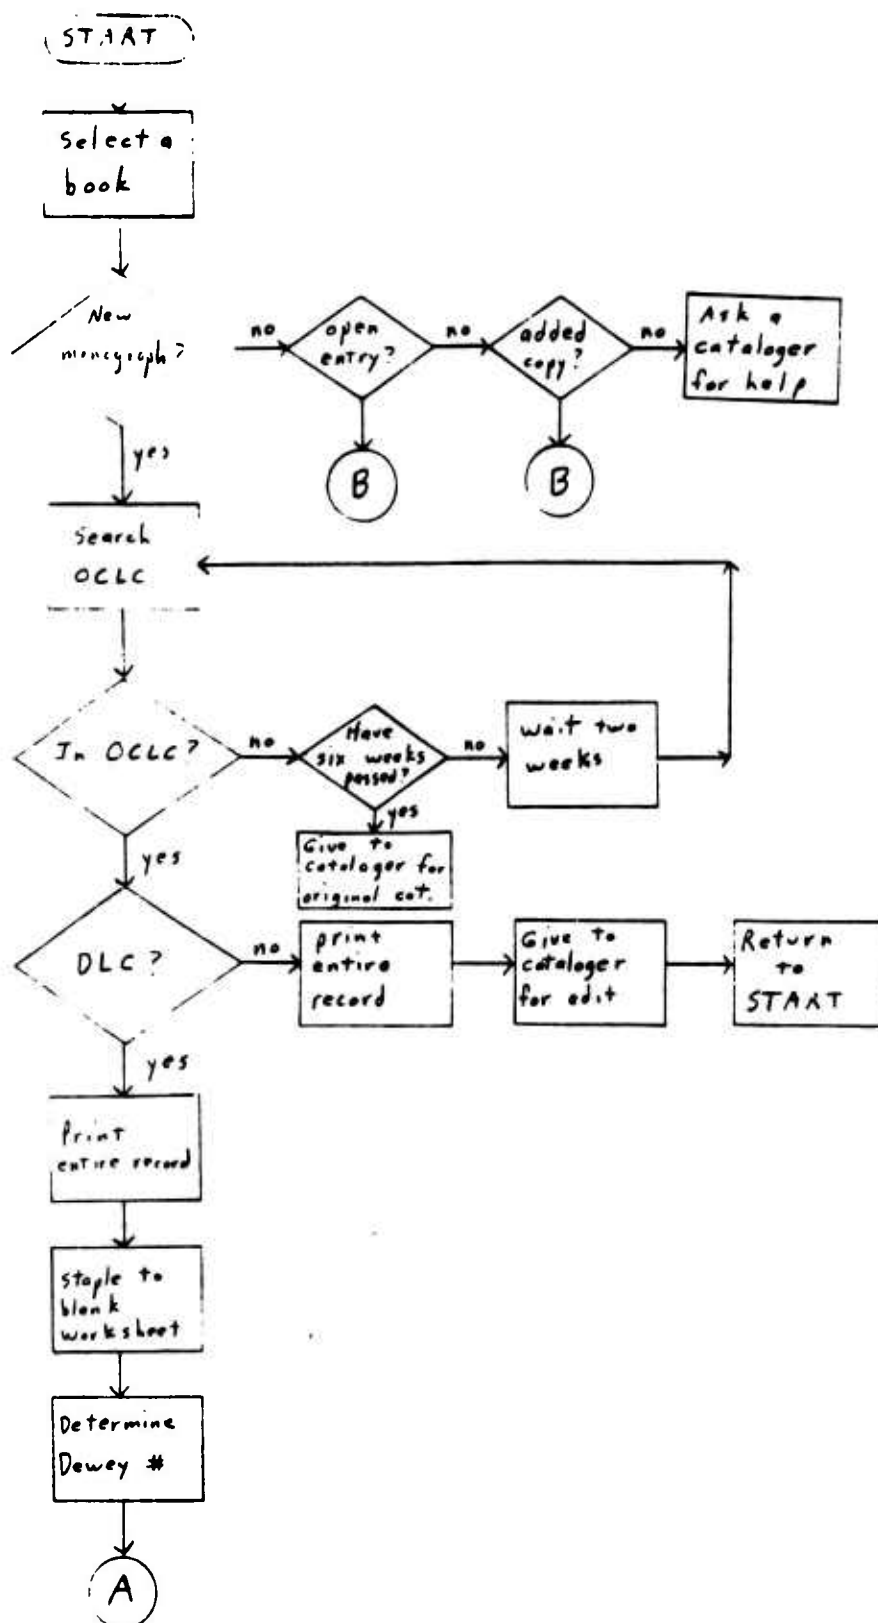 START
Select a
book
New
monograph?
no
open
entry?
no
added
copy?
no
Ask a
cataloger
for help
B
B
yes
Search
OCLC
In OCLC?
no
Have
six weeks
passed?
no
wait two
weeks
yes
Give to
cataloger for
original cat.
yes
DLC?
no
print
entire
record
Give to
cataloger
for edit
Return
to
START
yes
Print
entire record
Staple to
blank
worksheet
Determine
Dewey #
A